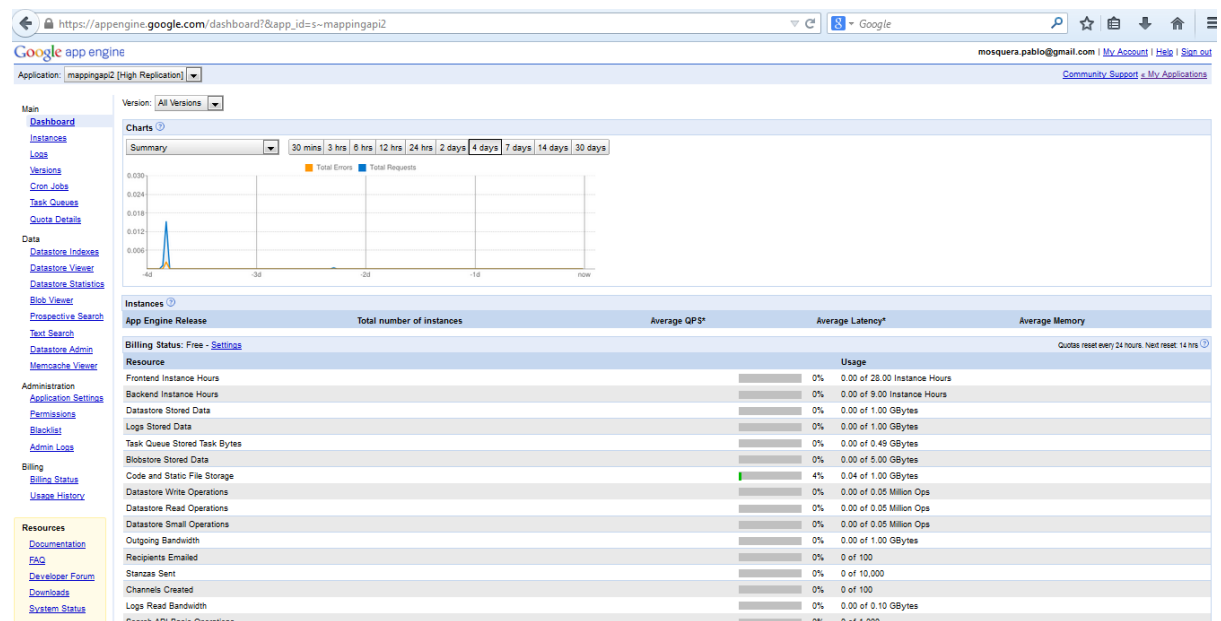 https://appengine.google.com/dashboard?&app_id=s~mappingapi2
Google
Google app engine
mosquera.pablo@gmail.com | My Account | Help | Sign out
Application: mappingapi2 [High Replication]
Community Support « My Applications
Main
Dashboard
Instances
Logs
Versions
Cron Jobs
Task Queues
Quota Details
Data
Datastore Indexes
Datastore Viewer
Datastore Statistics
Blob Viewer
Prospective Search
Text Search
Datastore Admin
Memcache Viewer
Administration
Application Settings
Permissions
Blacklist
Admin Logs
Billing
Billing Status
Usage History
Resources
Documentation
FAQ
Developer Forum
Downloads
System Status
Version: All Versions
Charts ?
Summary 30 mins 3 hrs 6 hrs 12 hrs 24 hrs 2 days 4 days 7 days 14 days 30 days
Total Errors Total Requests
0.030
0.024
0.018
0.012
0.006
-4d -3d -2d -1d now
Instances ?
App Engine Release Total number of instances Average QPS* Average Latency* Average Memory
Billing Status: Free - Settings Quotas reset every 24 hours. Next reset: 14 hrs ?
Resource Usage
Frontend Instance Hours 0% 0.00 of 28.00 Instance Hours
Backend Instance Hours 0% 0.00 of 9.00 Instance Hours
Datastore Stored Data 0% 0.00 of 1.00 GBytes
Logs Stored Data 0% 0.00 of 1.00 GBytes
Task Queue Stored Task Bytes 0% 0.00 of 0.49 GBytes
Blobstore Stored Data 0% 0.00 of 5.00 GBytes
Code and Static File Storage 4% 0.04 of 1.00 GBytes
Datastore Write Operations 0% 0.00 of 0.05 Million Ops
Datastore Read Operations 0% 0.00 of 0.05 Million Ops
Datastore Small Operations 0% 0.00 of 0.05 Million Ops
Outgoing Bandwidth 0% 0.00 of 1.00 GBytes
Recipients Emailed 0% 0 of 100
Stanzas Sent 0% 0 of 10,000
Channels Created 0% 0 of 100
Logs Read Bandwidth 0% 0.00 of 0.10 GBytes
Search API Basic Operations 0% 0 of 1,000